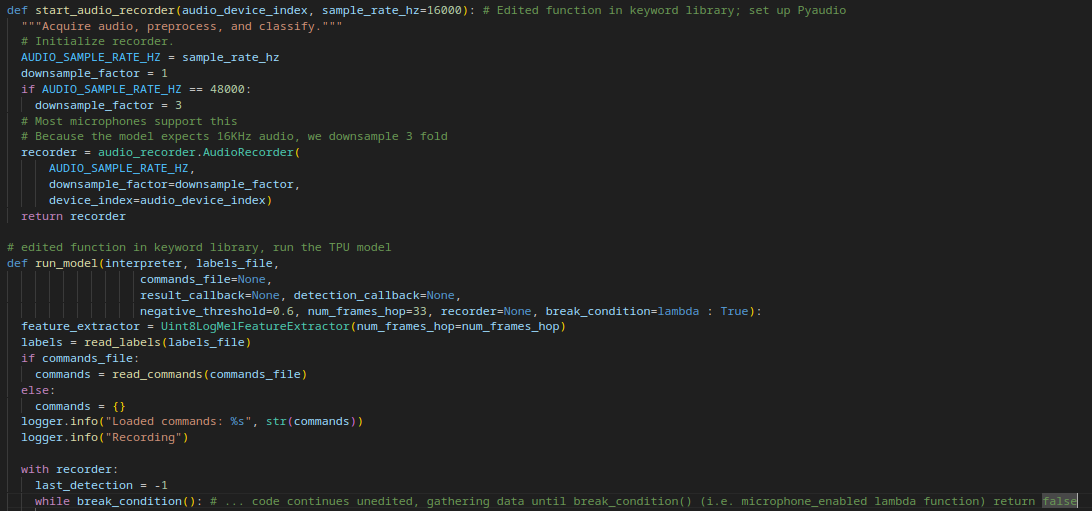 def start_audio_recorder(audio_device_index, sample_rate_hz=16000): # Edited function in keyword library; set up Pyaudio
"""Acquire audio, preprocess, and classify."""
# Initialize recorder.
AUDIO_SAMPLE_RATE_HZ = sample_rate_hz
downsample_factor = 1
if AUDIO_SAMPLE_RATE_HZ == 48000:
downsample_factor = 3
# Most microphones support this
# Because the model expects 16KHz audio, we downsample 3 fold
recorder = audio_recorder.AudioRecorder(
AUDIO_SAMPLE_RATE_HZ,
downsample_factor=downsample_factor,
device_index=audio_device_index)
return recorder
# edited function in keyword library, run the TPU model
def run_model(interpreter, labels_file,
commands_file=None,
result_callback=None, detection_callback=None,
negative_threshold=0.6, num_frames_hop=33, recorder=None, break_condition=lambda : True):
feature_extractor = Uint8LogMelFeatureExtractor(num_frames_hop=num_frames_hop)
labels = read_labels(labels_file)
if commands_file:
commands = read_commands(commands_file)
else:
commands = {}
logger.info("Loaded commands: %s", str(commands))
logger.info("Recording")
with recorder:
last_detection = -1
while break_condition(): # ... code continues unedited, gathering data until break_condition() (i.e. microphone_enabled lambda function) return false